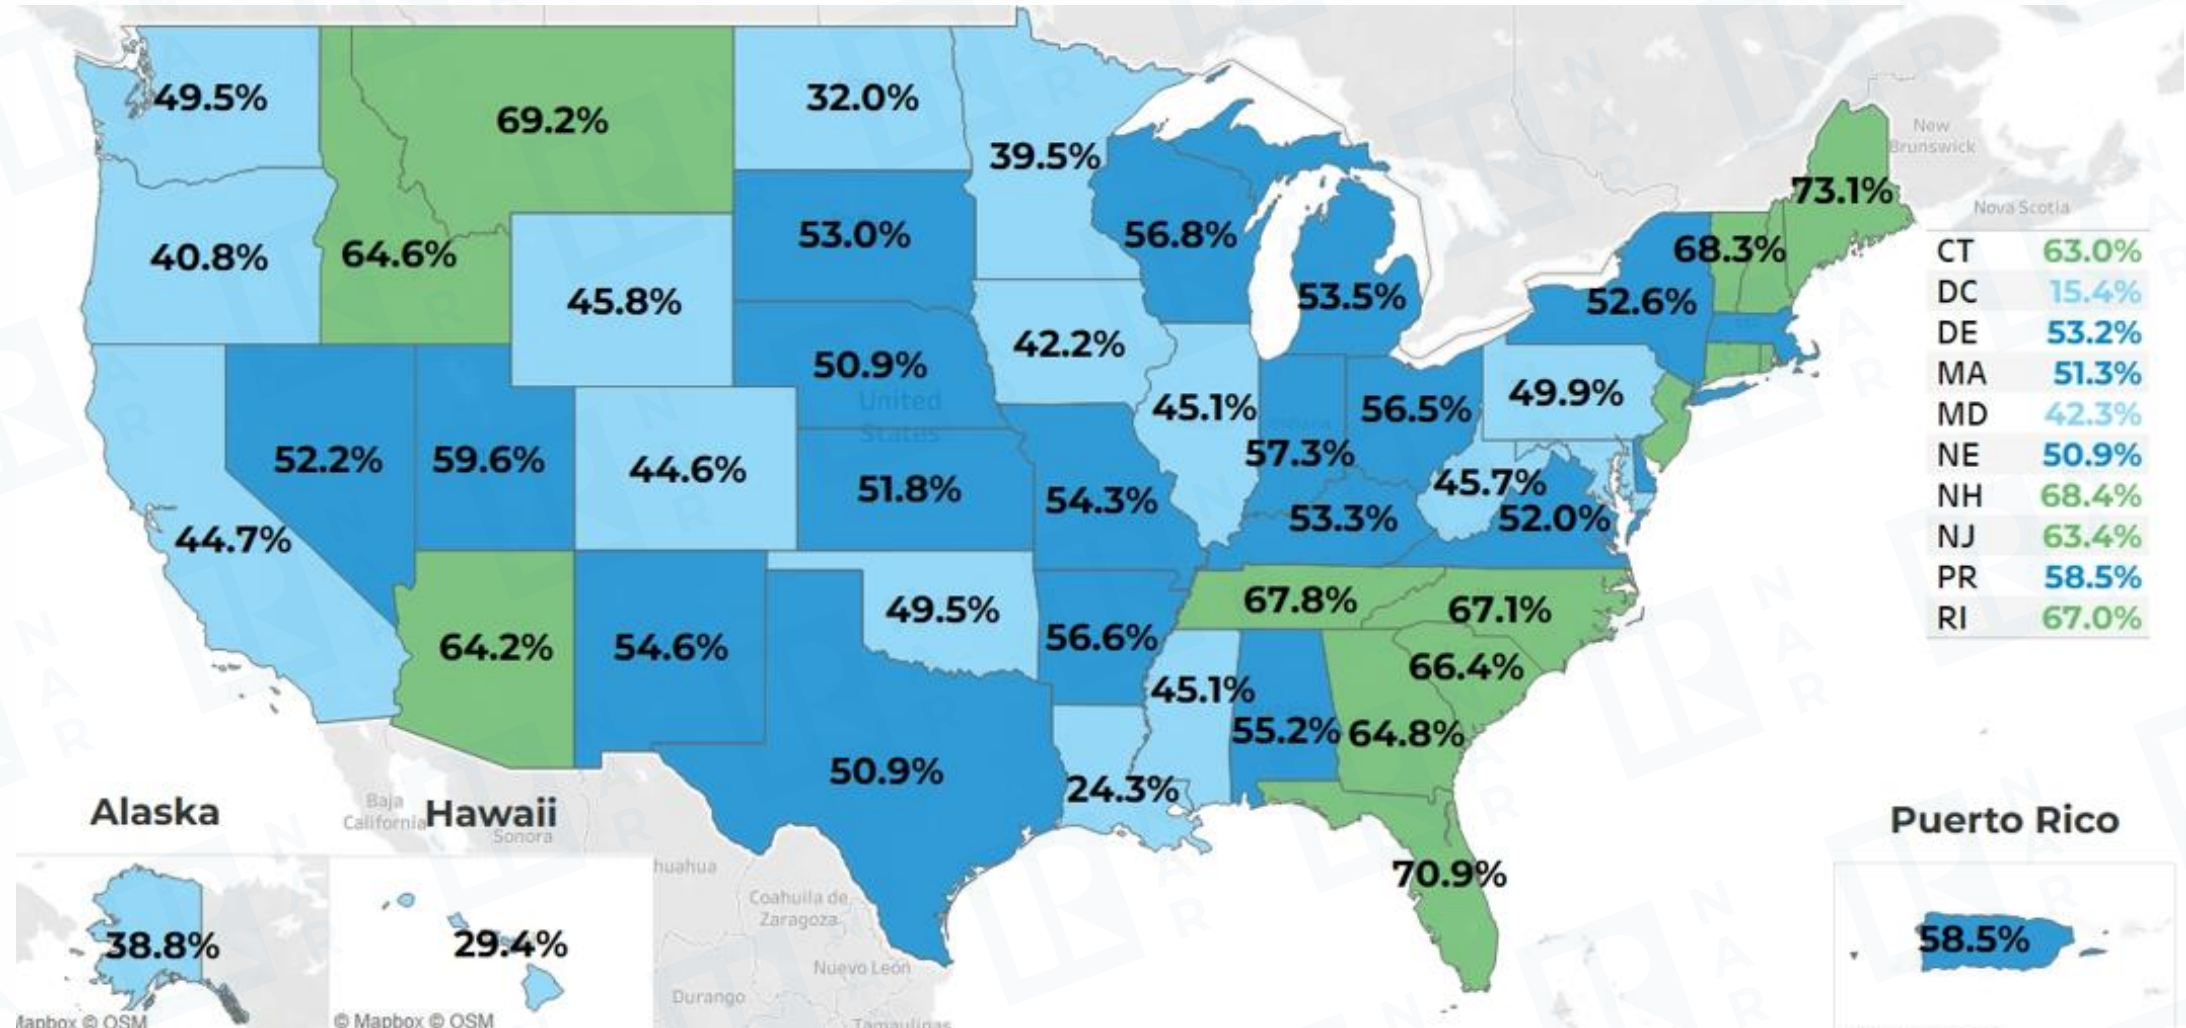 49.5%
69.2%
32.0%
39.5%
New
Brunswick
73.1%
Nova Scotia
40.8%
64.6%
45.8%
53.0%
56.8%
53.5%
68.3%
52.6%
CT 63.0%
DC 15.4%
DE 53.2%
MA 51.3%
MD 42.3%
NE 50.9%
NH 68.4%
NJ 63.4%
PR 58.5%
RI 67.0%
50.9%
United
States
42.2%
45.1%
57.3%
56.5%
49.9%
44.7%
52.2%
59.6%
44.6%
51.8%
54.3%
53.3%
45.7%
52.0%
64.2%
54.6%
49.5%
56.6%
67.8%
67.1%
66.4%
45.1%
55.2%
64.8%
50.9%
24.3%
70.9%
Alaska
Baja
California
Hawaii
Sonora
huahua
Coahuila de
Zaragoza
Nuevo León
Durango
Tamaulipas
Puerto Rico
38.8%
29.4%
58.5%
Mapbox © OSM
© Mapbox © OSM